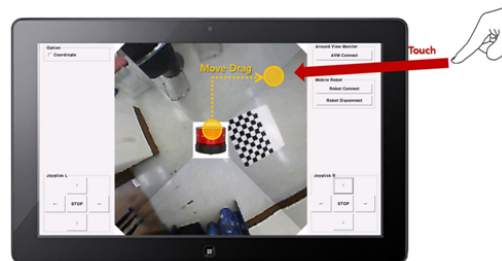 Option
Coordinate
Move Drag
Around View Monitor
AVM Connect
Touch
Mobile Robot
Robot Connect
Robot Disconnect
Joystick L
↑
← STOP →
↓
Joystick R
↑
← STOP →
↓